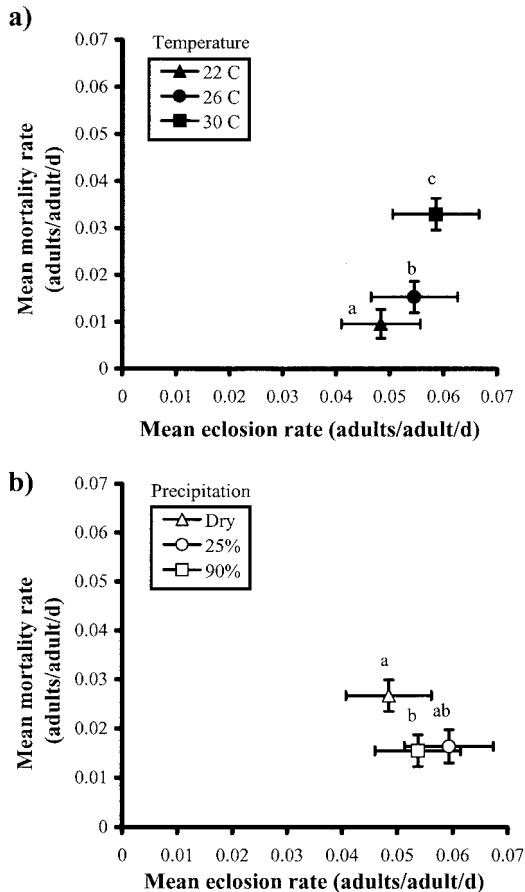 a)
Temperature
22 C
26 C
30 C
0.07
0.06
0.05
0.04
0.03
0.02
0.01
0
Mean mortality rate
(adults/adult/d)
c
b
a
0 0.01 0.02 0.03 0.04 0.05 0.06 0.07
Mean eclosion rate (adults/adult/d)
b)
Precipitation
Dry
25%
90%
0.07
0.06
0.05
0.04
0.03
0.02
0.01
0
Mean mortality rate
(adults/adult/d)
a
b ab
0 0.01 0.02 0.03 0.04 0.05 0.06 0.07
Mean eclosion rate (adults/adult/d)